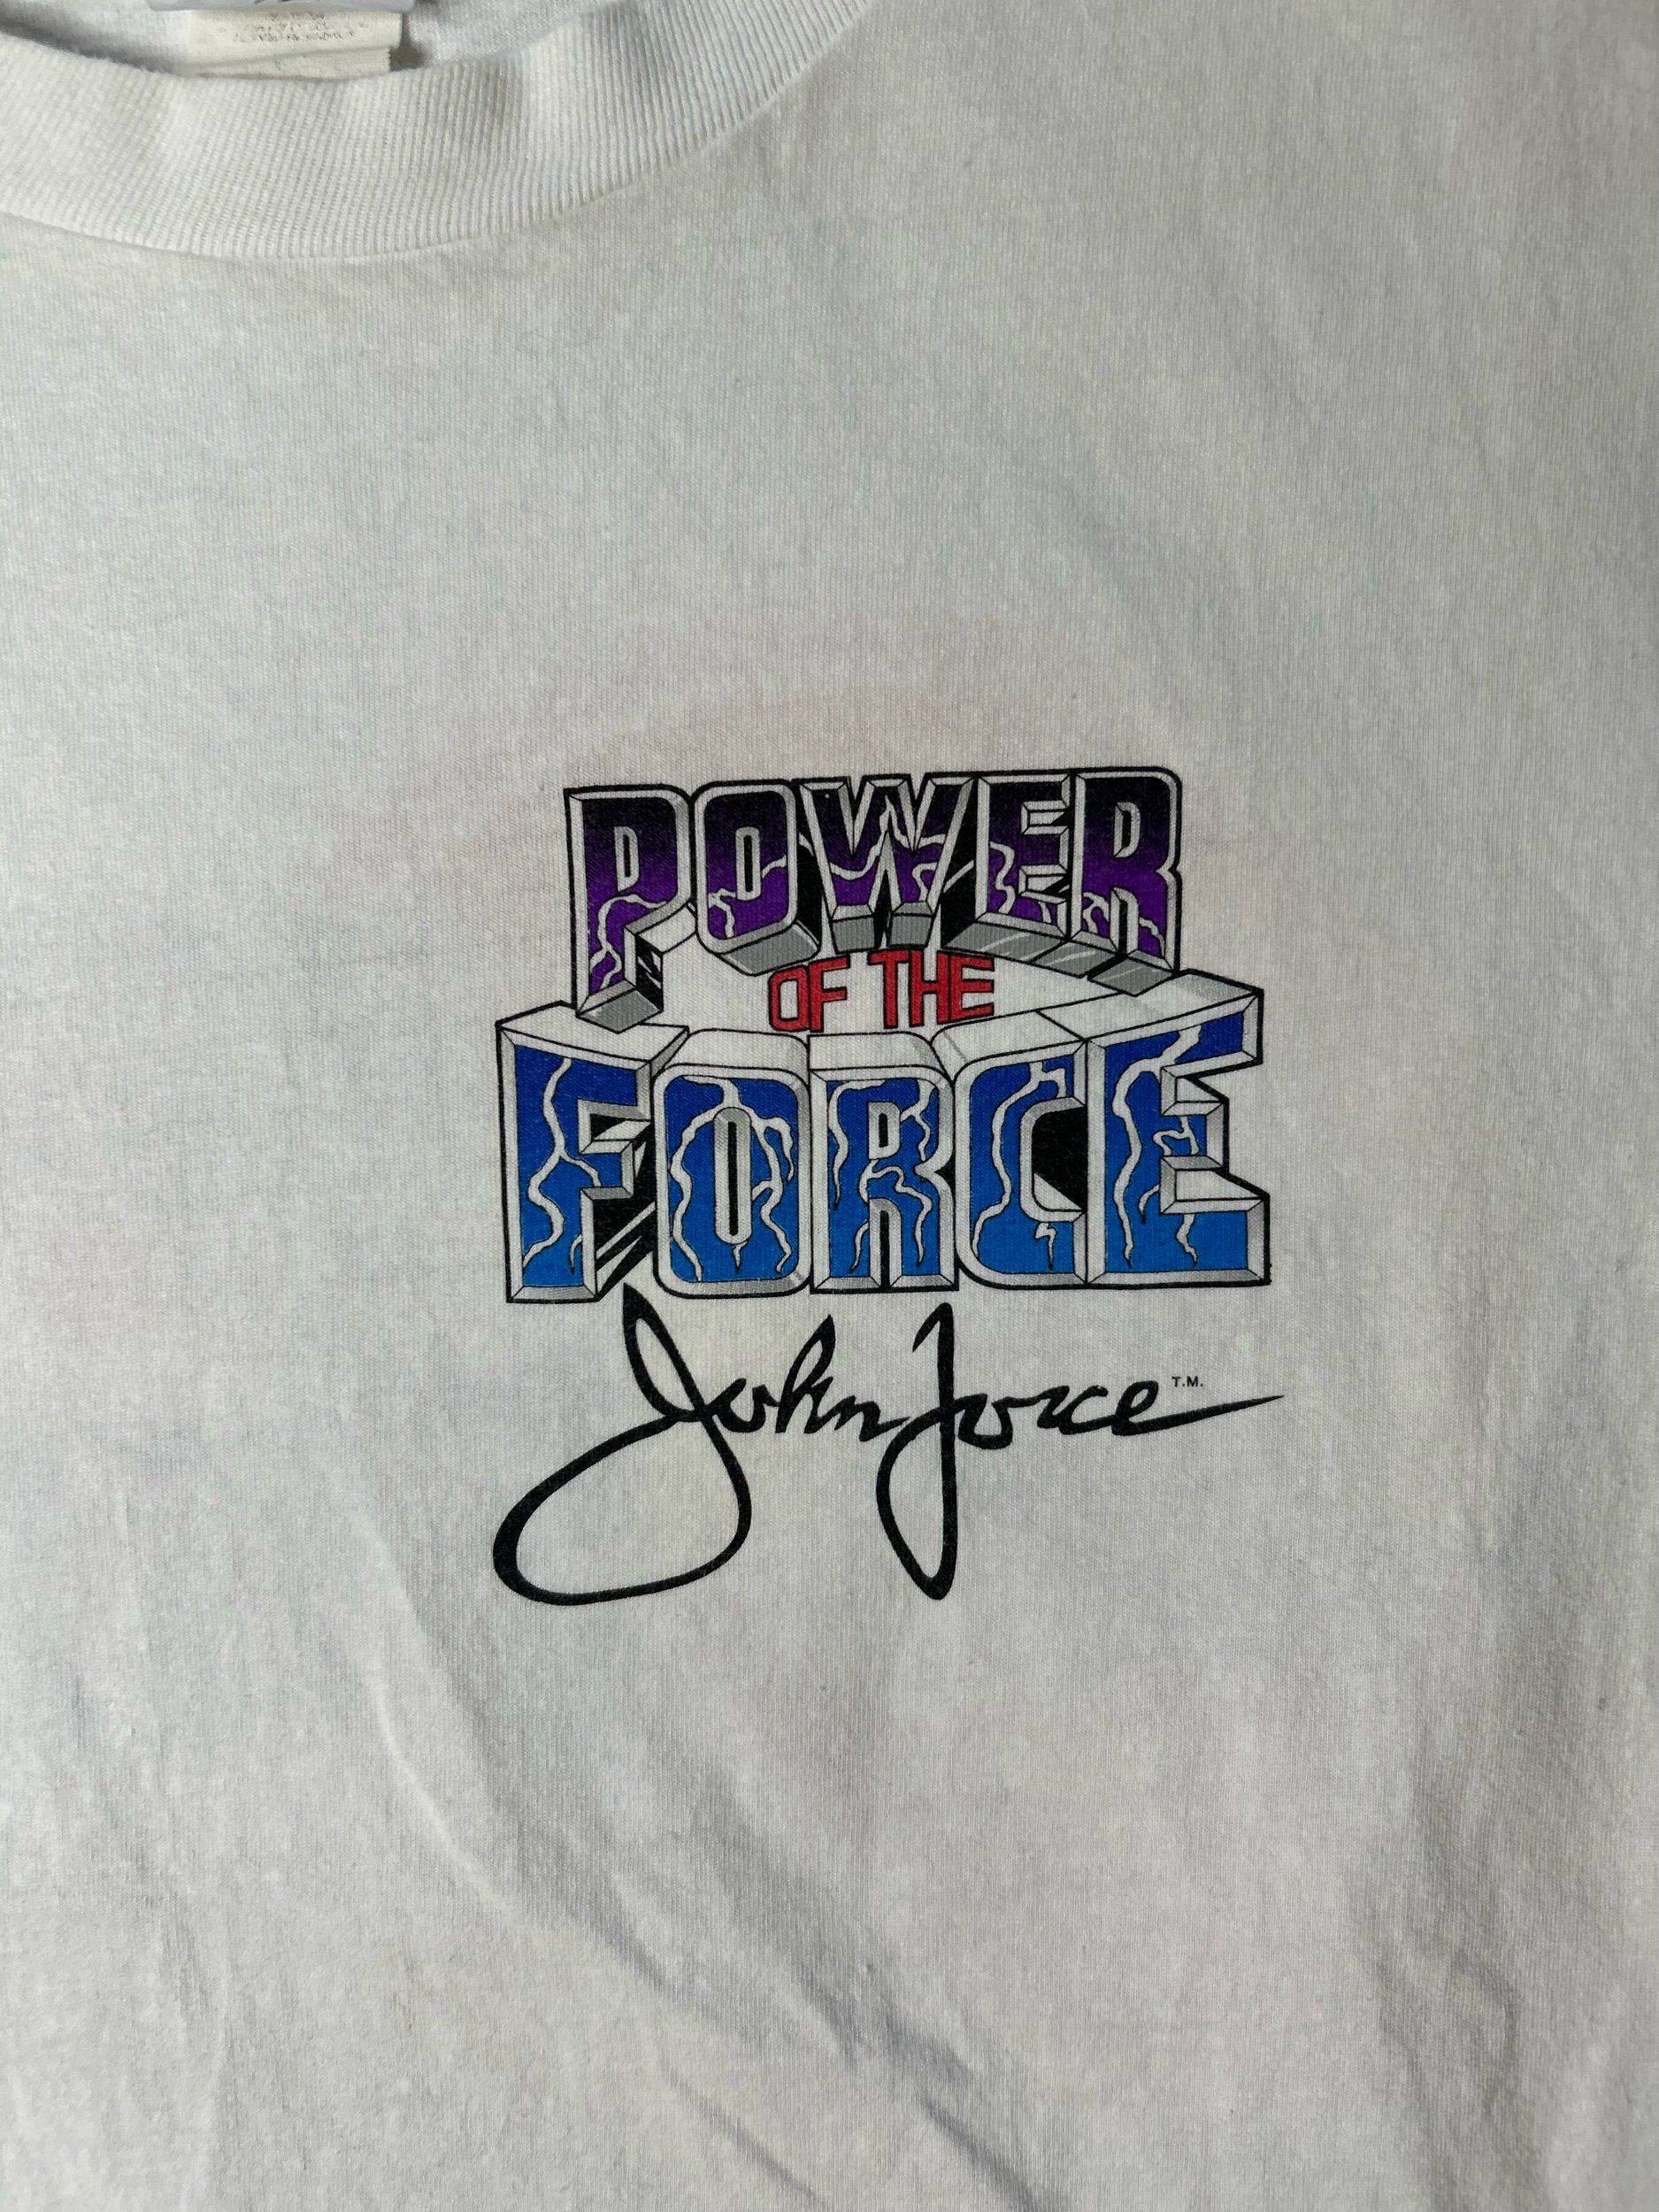 POWER
OF THE
FORCE
John Force T.M.